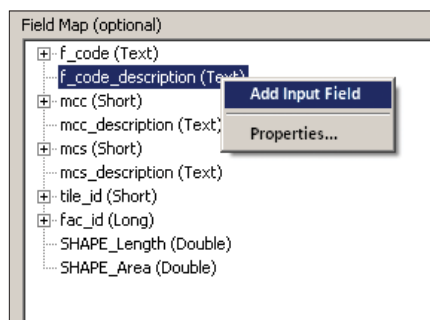 Field Map (optional)
f_code (Text)
f_code_description (Text)
Add Input Field
mcc (Short)
mcc_description (Text)
Properties...
mcs (Short)
mcs_description (Text)
tile_id (Short)
fac_id (Long)
SHAPE_Length (Double)
SHAPE_Area (Double)